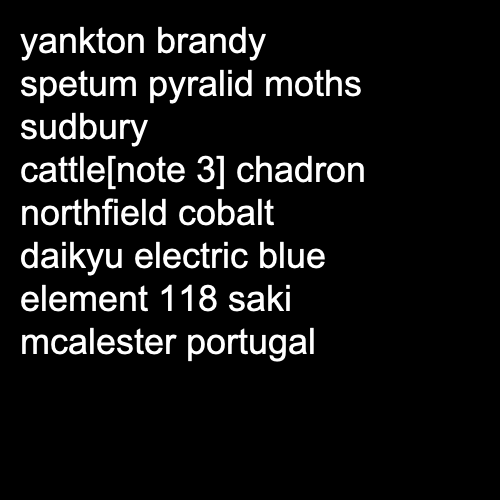 yankton brandy
spetum pyralid moths
sudbury
cattle[note 3] chadron
northfield cobalt
daikyu electric blue
element 118 saki
mcalester portugal